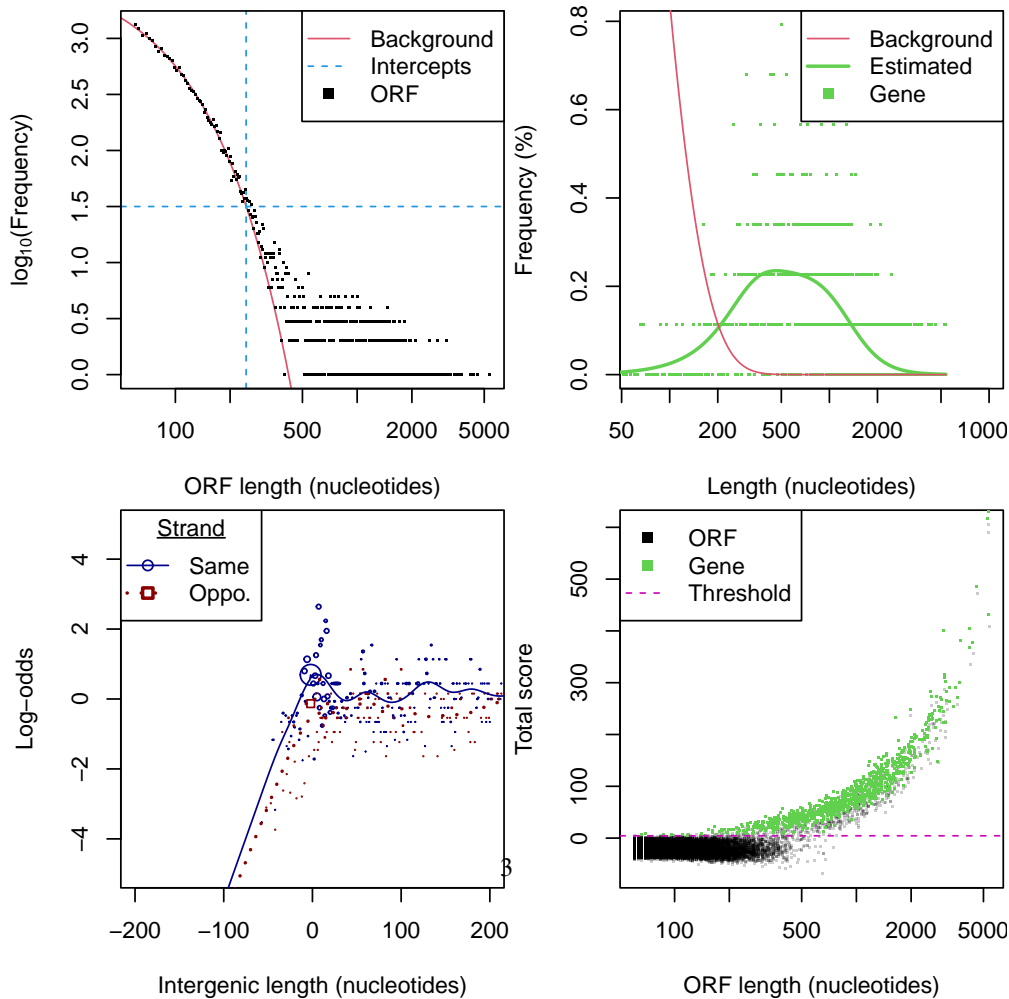 Background
Intercepts
ORF
log10(Frequency)
3.0
2.5
2.0
1.5
1.0
0.5
0.0
100
500
2000
5000
ORF length (nucleotides)
Background
Estimated
Gene
Frequency (%)
0.8
0.6
0.4
0.2
0.0
50
200
500
2000
1000
Length (nucleotides)
Strand
Same
Oppo.
Log−odds
4
2
0
−2
−4
−200
−100
0
100
200
Intergenic length (nucleotides)
3
ORF
Gene
Threshold
Total score
500
300
100
0
100
500
2000
5000
ORF length (nucleotides)